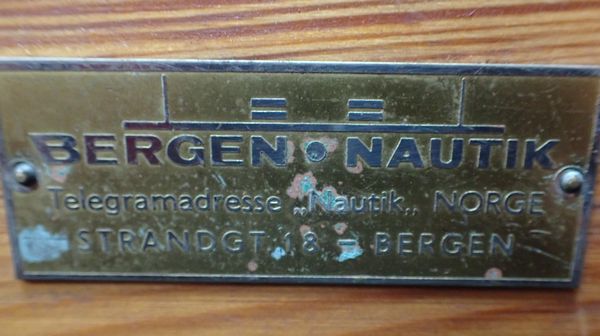 BERGEN • NAUTIK
Telegramadresse „Nautik„ NORGE
STRANDGT. 18 – BERGEN